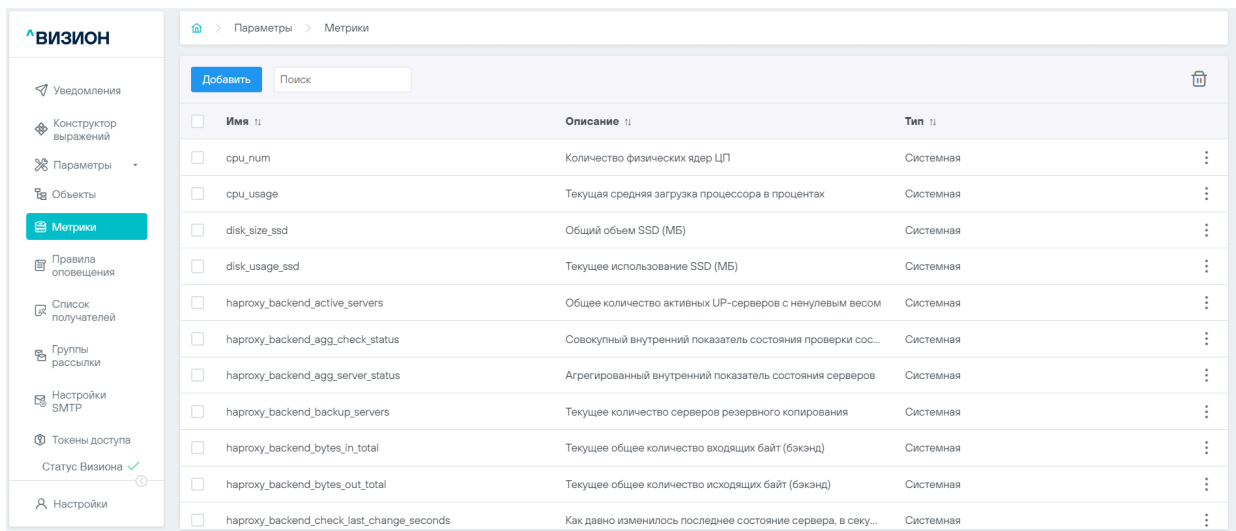 ^ВИЗИОН
Уведомления
Конструктор
выражений
Параметры
Объекты
Метрики
Правила
оповещения
Список
получателей
Группы
рассылки
Настройки
SMTP
Токены доступа
Статус Визиона
Настройки
> Параметры > Метрики
Добавить Поиск
Имя Описание Тип
cpu_num Количество физических ядер ЦП Системная
cpu_usage Текущая средняя загрузка процессора в процентах Системная
disk_size_ssd Общий объем SSD (МБ) Системная
disk_usage_ssd Текущее использование SSD (МБ) Системная
haproxy_backend_active_servers Общее количество активных UP-серверов с ненулевым весом Системная
haproxy_backend_agg_check_status Совокупный внутренний показатель состояния проверки сос... Системная
haproxy_backend_agg_server_status Агрегированный внутренний показатель состояния серверов Системная
haproxy_backend_backup_servers Текущее количество серверов резервного копирования Системная
haproxy_backend_bytes_in_total Текущее общее количество входящих байт (бэкэнд) Системная
haproxy_backend_bytes_out_total Текущее общее количество исходящих байт (бэкэнд) Системная
haproxy_backend_check_last_change_seconds Как давно изменилось последнее состояние сервера, в секу... Системная